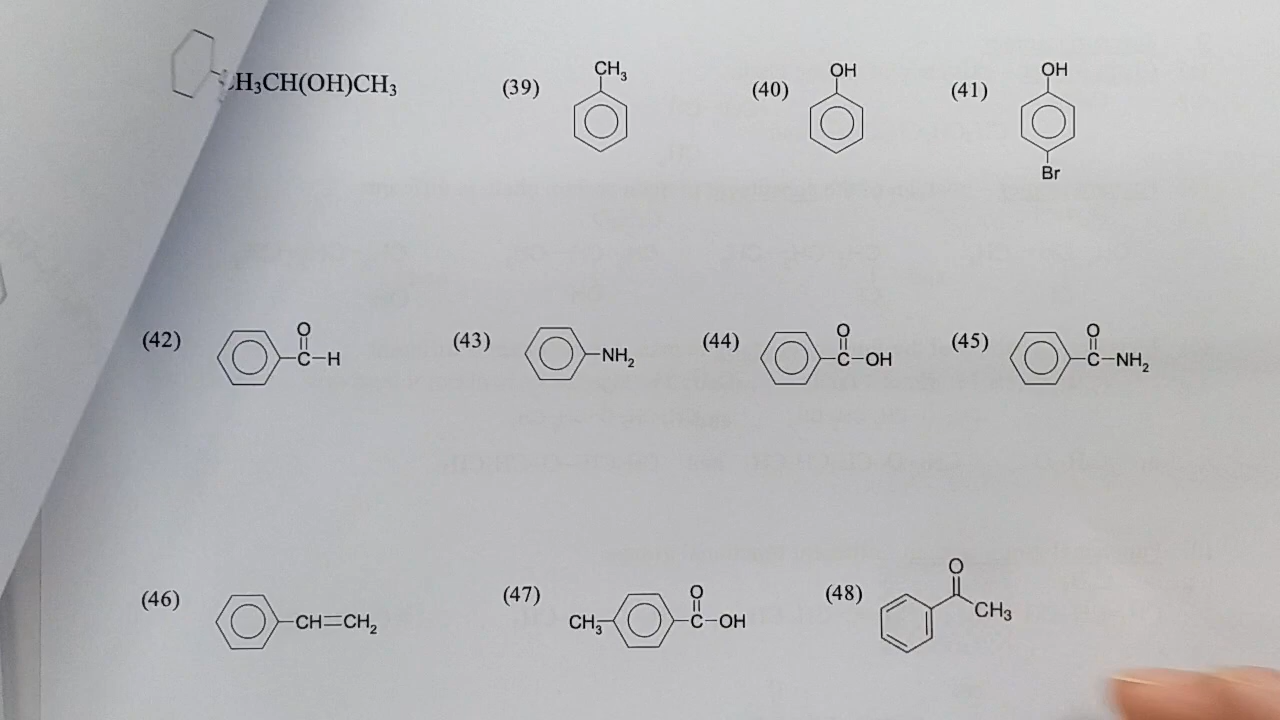 H₃CH(OH)CH₃ (39) CH₃ (40) OH (41) OH
Br
(42) O C H (43) NH₂ (44) O C OH (45) O C NH₂
(46) CH=CH₂ (47) CH₃ O C OH (48) O CH₃